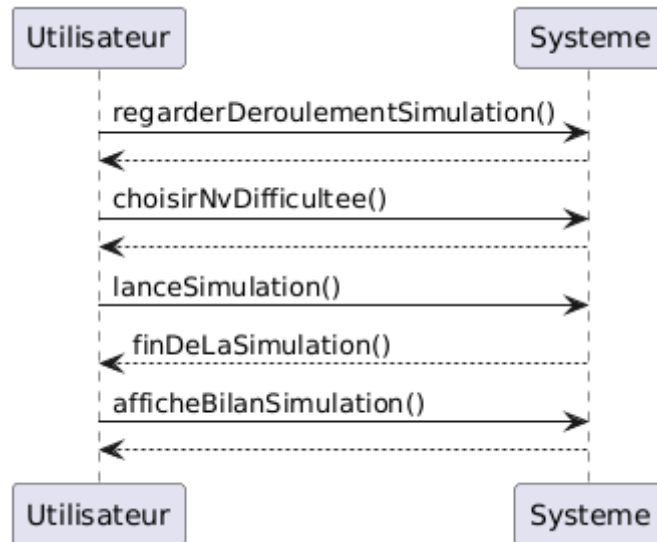 Utilisateur Systeme
regarderDeroulementSimulation()
choisirNvDifficultee()
lanceSimulation()
finDeLaSimulation()
afficheBilanSimulation()
Utilisateur Systeme